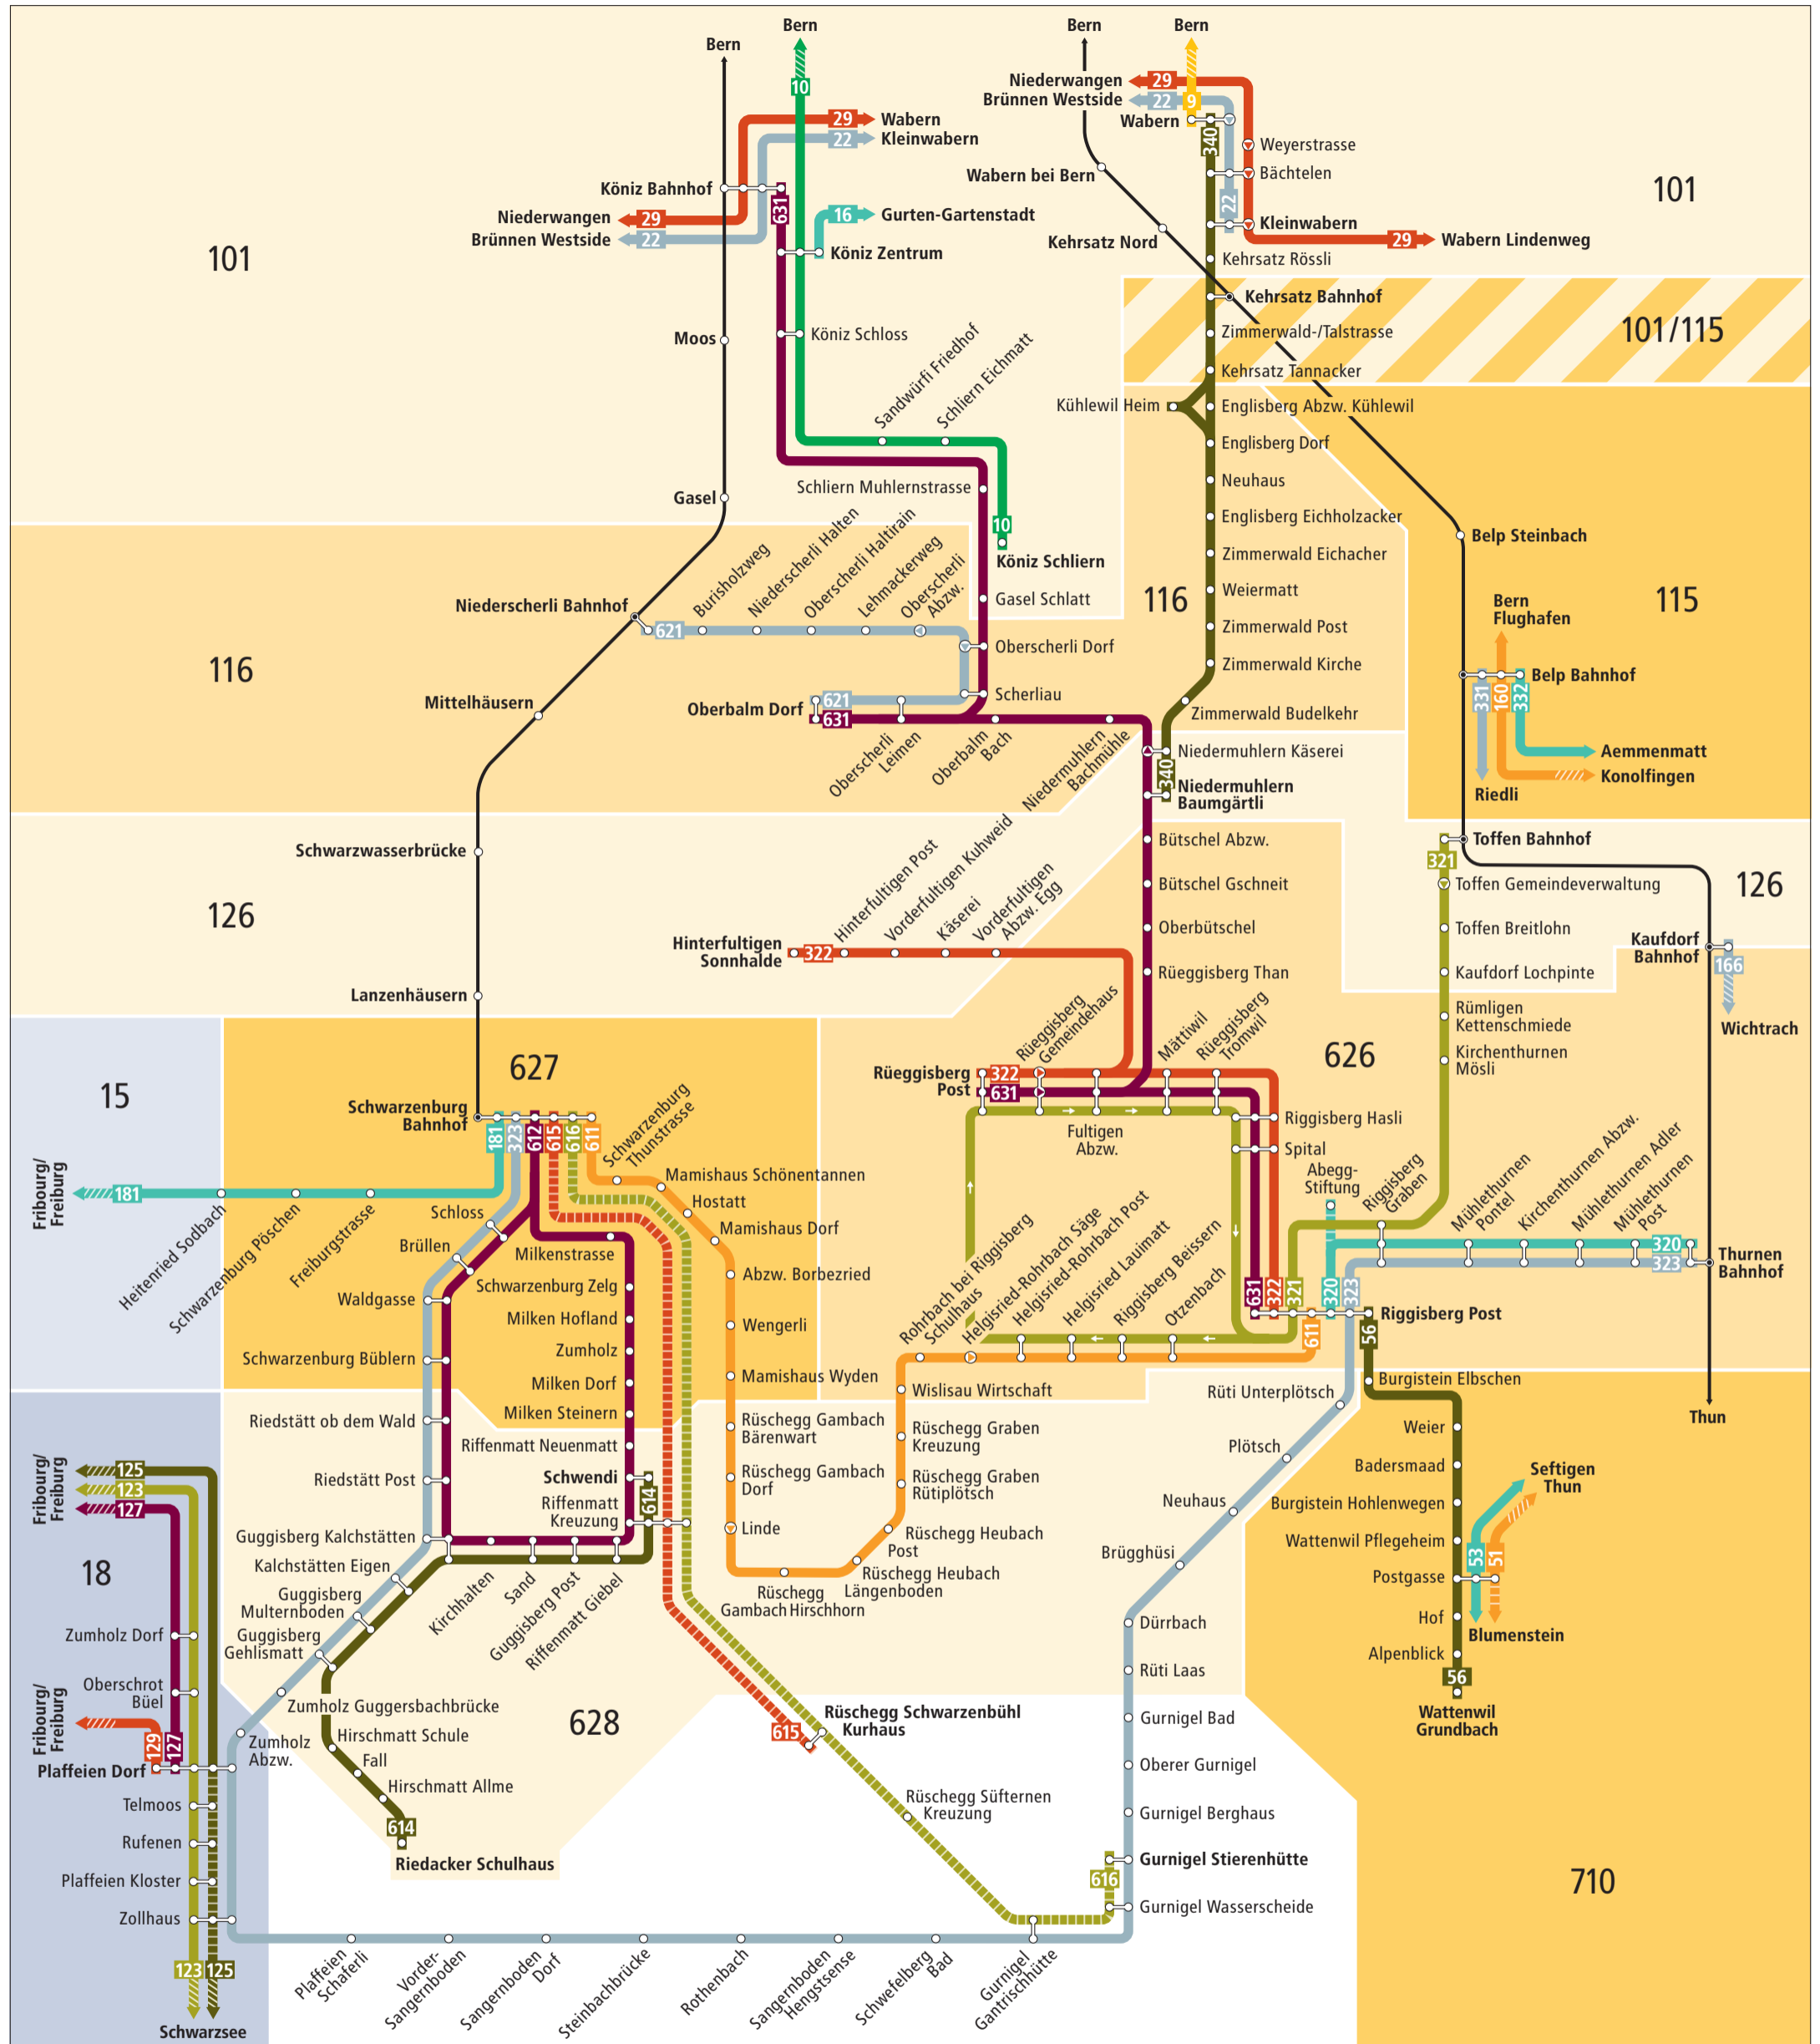 Bern
Bern
Bern
Bern
10
Niederwangen
29
Brünnen Westside
22
9
Wabern
29
Wabern
22
Kleinwabern
340
Weyerstrasse
Bächtelen
Wabern bei Bern
101
Köniz Bahnhof
631
22
Niederwangen
29
16
Gurten-Gartenstadt
Brünnen Westside
22
Kleinwabern
Kehrsatz Nord
29
Wabern Lindenweg
101
Köniz Zentrum
Kehrsatz Rössli
Kehrsatz Bahnhof
Moos
Köniz Schloss
Zimmerwald-/Talstrasse
101/115
Sandwürfi Friedhof
Schliern Eichmatt
Kehrsatz Tannacker
Kühlewil Heim
Englisberg Abzw. Kühlewil
Englisberg Dorf
Neuhaus
Gasel
Schliern Muhlernstrasse
Englisberg Eichholzacker
10
Köniz Schliern
Belp Steinbach
Zimmerwald Eichacher
Burisholzweg
Niederscherli Halten
Oberscherli Haltirain
Lehmackerweg
Oberscherli
Abzw.
Niederscherli Bahnhof
621
Gasel Schlatt
116
Weiermatt
115
Bern
Flughafen
Zimmerwald Post
116
Oberscherli Dorf
Zimmerwald Kirche
Belp Bahnhof
331
160
332
Mittelhäusern
Oberbalm Dorf
621
631
Scherliau
Zimmerwald Budelkehr
Oberscherli
Leimen
Oberbalm
Bach
Niedermuhlern
Bachmühle
Niedermuhlern Käserei
340
Niedermuhlern
Baumgärtli
Aemmenmatt
Konolfingen
Riedli
Schwarzwasserbrücke
Bütschel Abzw.
Toffen Bahnhof
321
Toffen Gemeindeverwaltung
126
126
Bütschel Gschneit
Hinterfultigen Post
Vorderfultigen Kuhweid
Käserei
Vorderfultigen
Abzw. Egg
Hinterfultigen
Sonnhalde
322
Oberbütschel
Toffen Breitlohn
Kaufdorf
Bahnhof
166
Wichtrach
Rüeggisberg Than
Kaufdorf Lochpinte
Lanzenhäusern
Rümligen
Kettenschmiede
Kirchenthurnen
Mösli
15
627
626
Rüeggisberg
Gemeindehaus
Mättiwil
Rüeggisberg
Tromwil
Rüeggisberg
Post
322
631
Fultigen
Abzw.
Riggisberg Hasli
Spital
Schwarzenburg
Bahnhof
181
323
612
615
616
611
Schwarzenburg
Thunstrasse
Mamishaus Schönentannen
Hostatt
Mamishaus Dorf
Fribourg/
Freiburg
181
Heitenried Sodbach
Schwarzenburg Pöschen
Freiburgstrasse
Schloss
Brüllen
Milkenstrasse
Abegg-
Stiftung
Riggisberg
Graben
Mühlethurnen
Pontel
Kirchenthurnen Abzw.
Mühlethurnen Adler
Mühlethurnen
Post
320
323
Thurnen
Bahnhof
Rohrbach bei Riggisberg
Schulhaus
Helgisried-Rohrbach Säge
Helgisried-Rohrbach Post
Helgisried Lauimatt
Riggisberg Beissern
Otzenbach
631
322
321
320
323
611
56
Riggisberg Post
Abzw. Borbezried
Schwarzenburg Zelg
Waldgasse
Milken Hofland
Wengerli
Schwarzenburg Büblern
Zumholz
Mamishaus Wyden
Milken Dorf
Milken Steinern
Wislisau Wirtschaft
Rüti Unterplötsch
Burgistein Elbschen
Thun
Riedstätt ob dem Wald
Riffenmatt Neuenmatt
Rüschegg Gambach
Bärenwart
Rüschegg Graben
Kreuzung
Plötsch
Weier
Badersmaad
Riedstätt Post
Schwendi
614
Riffenmatt
Kreuzung
Rüschegg Gambach
Dorf
Rüschegg Graben
Rütiplötsch
Neuhaus
Burgistein Hohlenwegen
Seftigen
Thun
Fribourg/
Freiburg
125
123
127
18
Guggisberg Kalchstätten
Kalchstätten Eigen
Guggisberg
Multernboden
Guggisberg
Gehlismatt
Kirchhalten
Sand
Guggisberg Post
Riffenmatt Giebel
Linde
Rüschegg
Gambach Hirschhorn
Rüschegg Heubach
Post
Rüschegg Heubach
Längenboden
Brügghüsi
Wattenwil Pflegeheim
53
51
Postgasse
Hof
Blumenstein
Alpenblick
56
Wattenwil
Grundbach
Zumholz Dorf
Dürrbach
Rüti Laas
Oberschrot
Büel
Fribourg/
Freiburg
129
127
Plaffeien Dorf
Zumholz Guggersbachbrücke
Zumholz
Abzw.
Hirschmatt Schule
Fall
Hirschmatt Allme
614
Riedacker Schulhaus
628
615
Rüschegg Schwarzenbühl
Kurhaus
Gurnigel Bad
Oberer Gurnigel
Rüschegg Süfternen
Kreuzung
Gurnigel Berghaus
Telmoos
Rufenen
Plaffeien Kloster
Zollhaus
Gurnigel Stierenhütte
616
Gurnigel Wasserscheide
710
123
125
Schwarzsee
Plaffeien
Schaferli
Vorder-
Sangernboden
Sangernboden
Dorf
Steinbachbrücke
Rothenbach
Sangernboden
Hengstsense
Schwefelberg
Bad
Gurnigel
Gantrischhütte